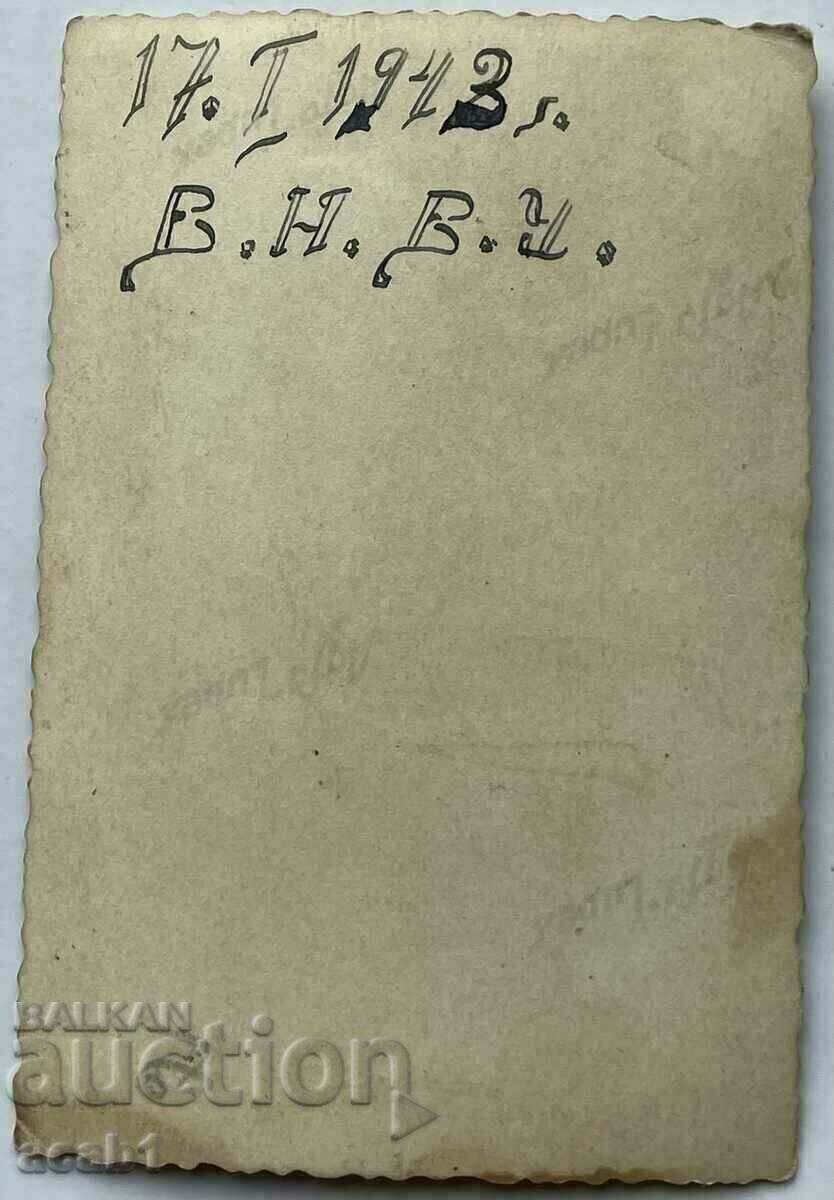 17. I 1943 г.
В. Н. В. У.
BALKAN
auction
acab1